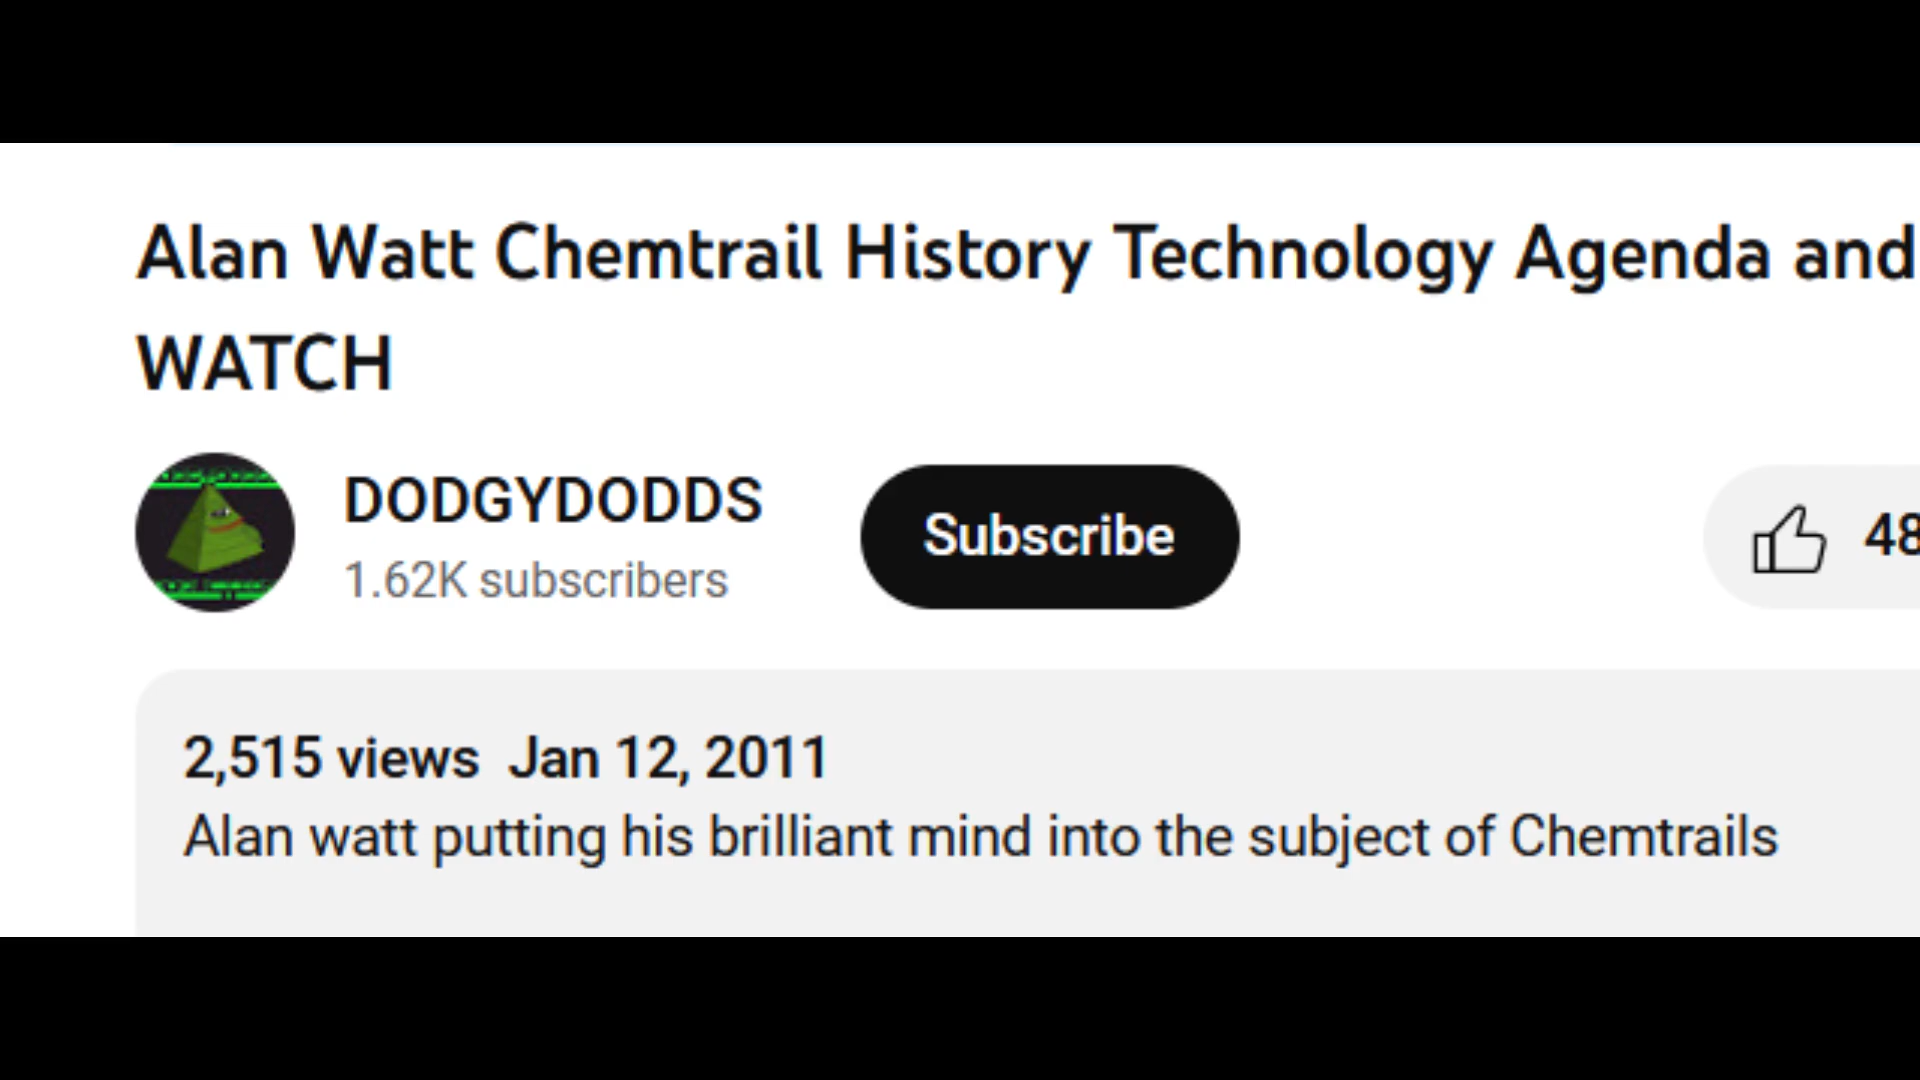 Alan Watt Chemtrail History Technology Agenda and
WATCH
DODGYDODDS
Subscribe
48
1.62K subscribers
2,515 views Jan 12, 2011
Alan watt putting his brilliant mind into the subject of Chemtrails